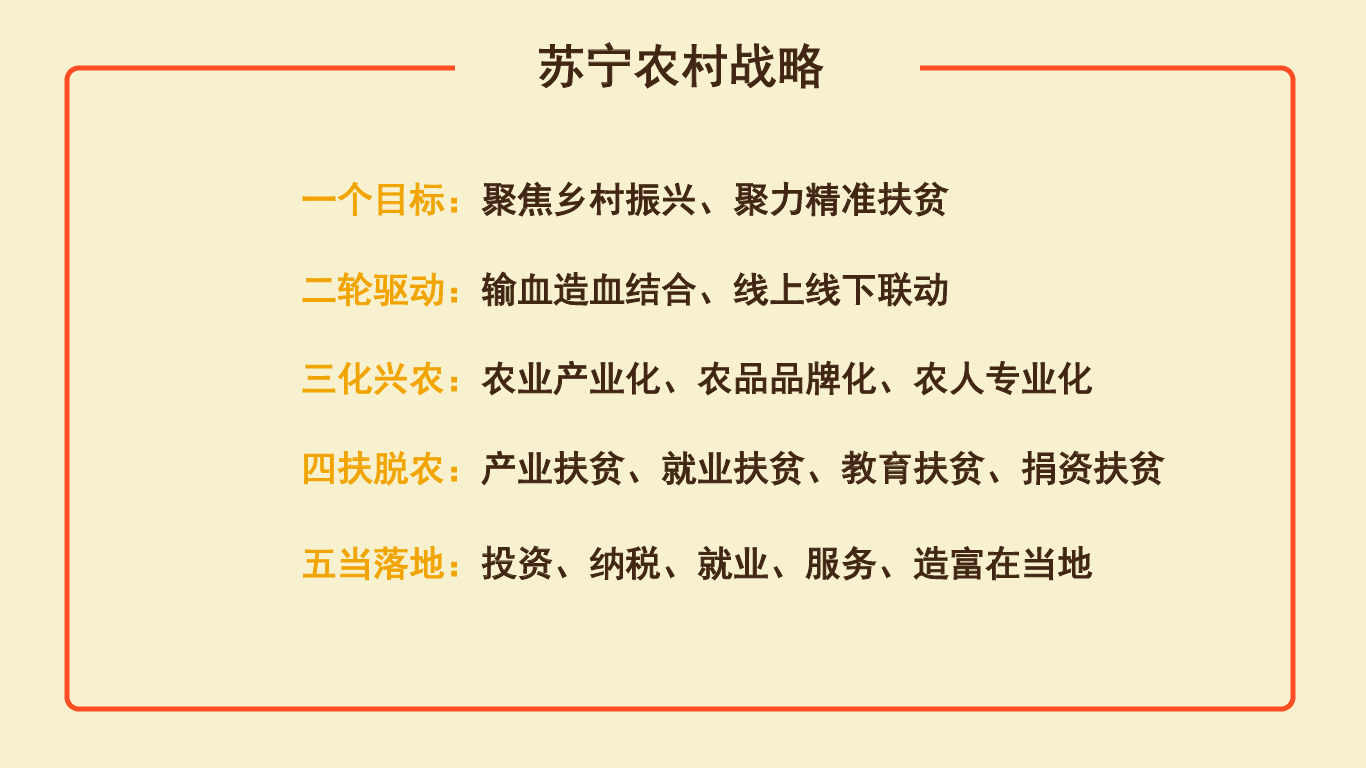 苏宁农村战略
一个目标：聚焦乡村振兴、聚力精准扶贫
二轮驱动：输血造血结合、线上线下联动
三化兴农：农业产业化、农品品牌化、农人专业化
四扶脱农：产业扶贫、就业扶贫、教育扶贫、捐资扶贫
五当落地：投资、纳税、就业、服务、造富在当地